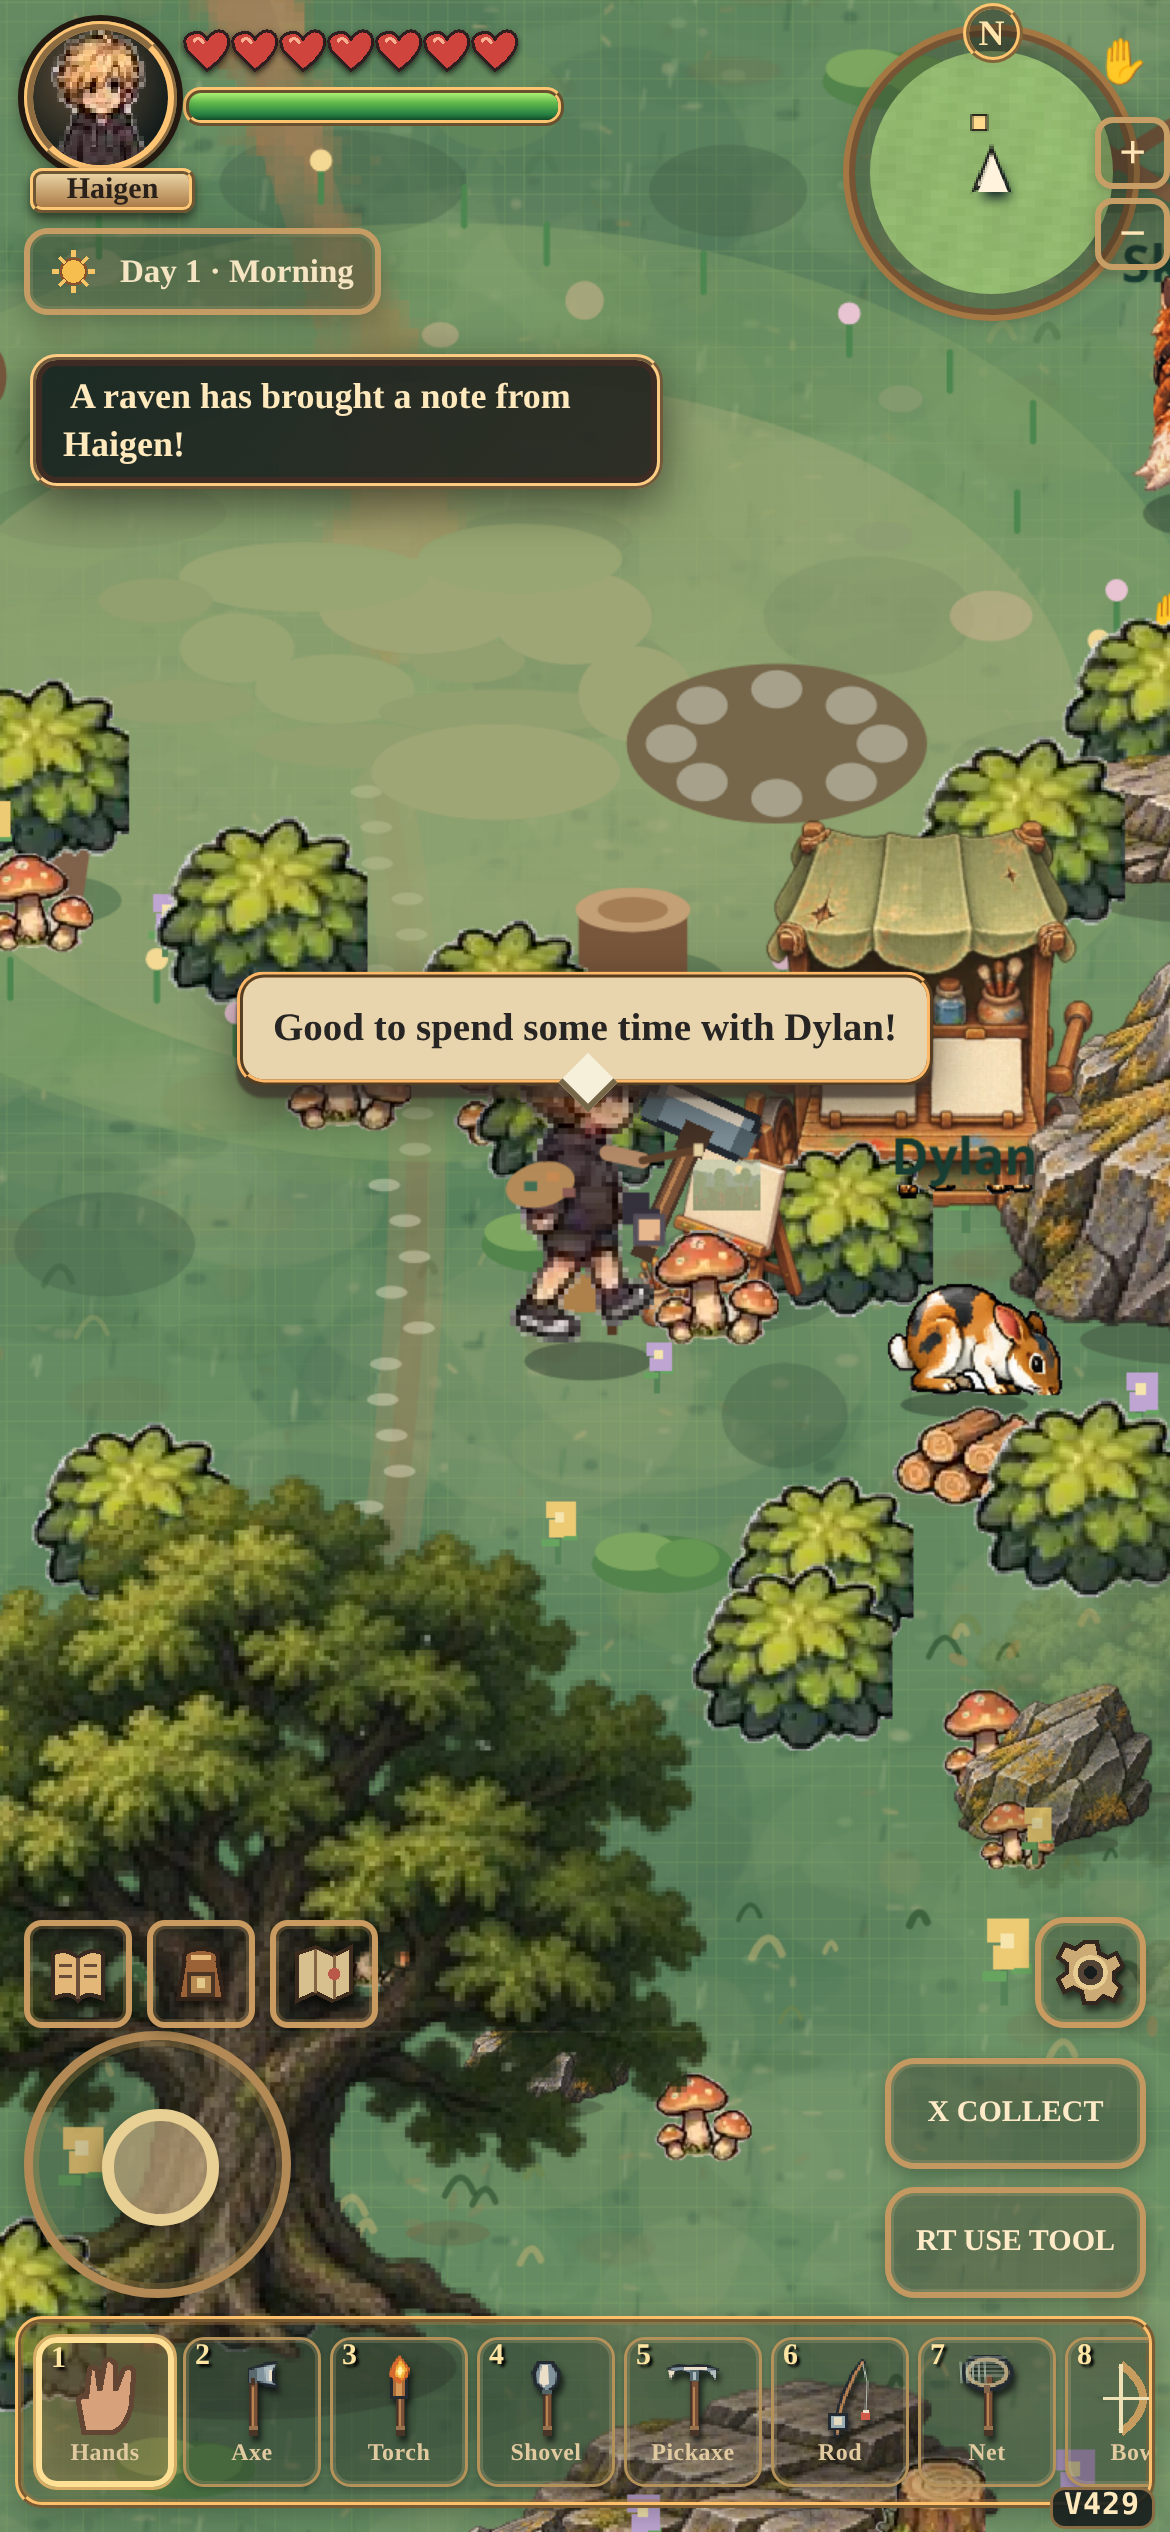 N
Haigen
+
−
Day 1 · Morning
A raven has brought a note from
Haigen!
Good to spend some time with Dylan!
Dylan
X COLLECT
RT USE TOOL
1
2
3
4
5
6
7
8
Hands
Axe
Torch
Shovel
Pickaxe
Rod
Net
Bow
V429